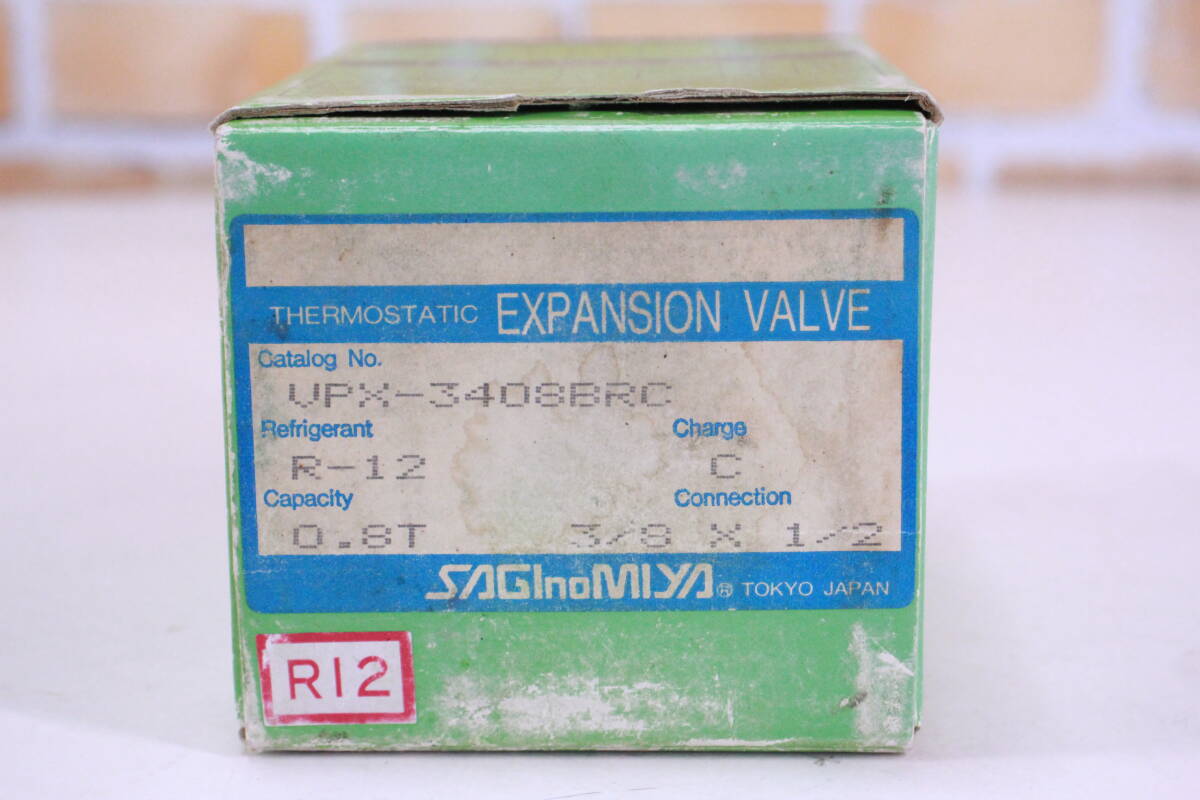 THERMOSTATIC EXPANSION VALVE
Catalog No.
VPX-3408BRC
Refrigerant Charge
R-12 C
Capacity Connection
0.8T 3/8 X 1/2
SAGInoMIYA® TOKYO JAPAN
R12